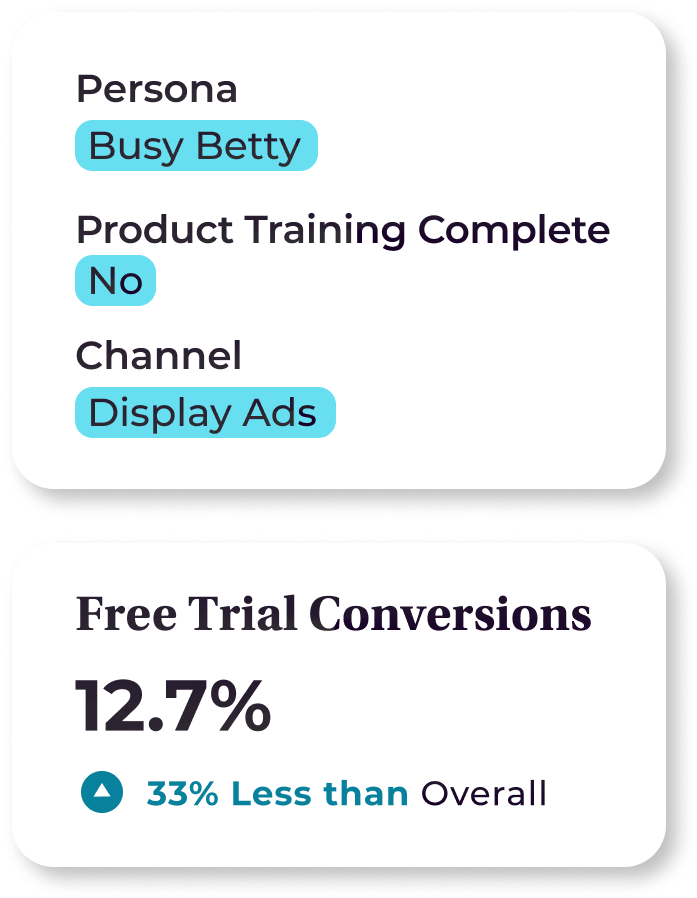 Persona
Busy Betty
Product Training Complete
No
Channel
Display Ads
Free Trial Conversions
12.7%
33% Less than Overall